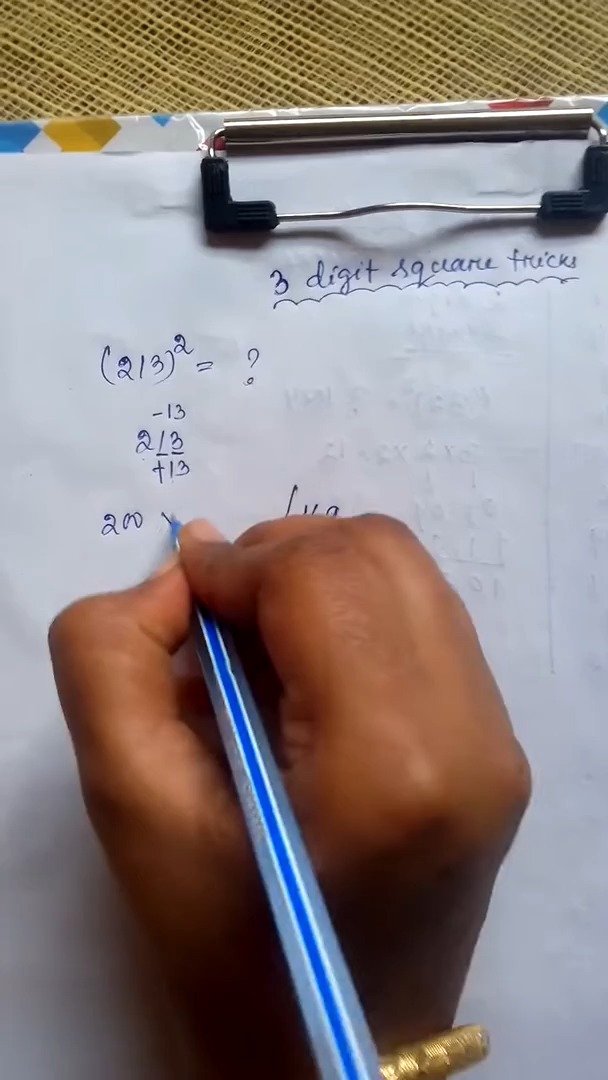 3 digit square tricks
(213)² = ?
-13
213
+13
200 ×